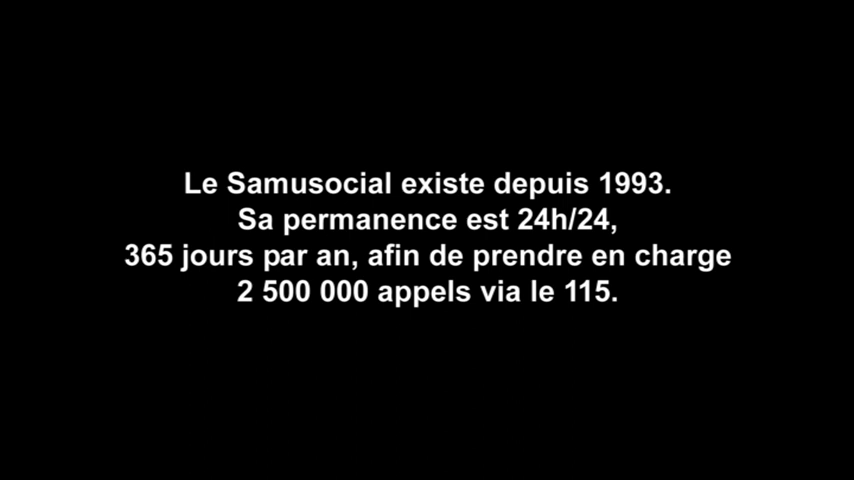 Le Samusocial existe depuis 1993.
Sa permanence est 24h/24,
365 jours par an, afin de prendre en charge
2 500 000 appels via le 115.